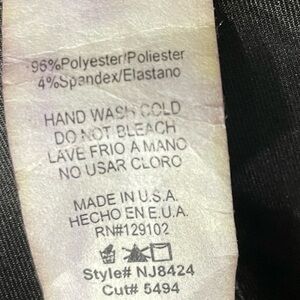 96%Polyester/Poliester
4%Spandex/Elastano
HAND WASH COLD
DO NOT BLEACH
LAVE FRIO A MANO
NO USAR CLORO
MADE IN U.S.A.
HECHO EN E.U.A.
RN#129102
Style# NJ8424
Cut# 5494